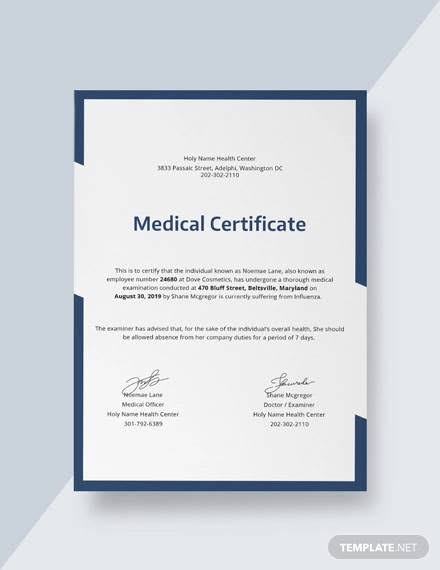 Holy Name Health Center
3833 Passaic Street, Adelphi, Washington DC
202-302-2110
Medical Certificate
This is to certify that the individual known as Noemae Lane, also known as
employee number 24680 at Dove Cosmetics, has undergone a thorough medical
examination conducted at 470 Bluff Street, Beltsville, Maryland on
August 30, 2019 by Shane Mcgregor is currently suffering from Influenza.
The examiner has advised that, for the sake of the individual's overall health, She should
be allowed absence from her company duties for a period of 7 days.
Noemae Lane
Medical Officer
Holy Name Health Center
301-792-6389
Shane Mcgregor
Doctor / Examiner
Holy Name Health Center
202-302-2110
TEMPLATE.NET